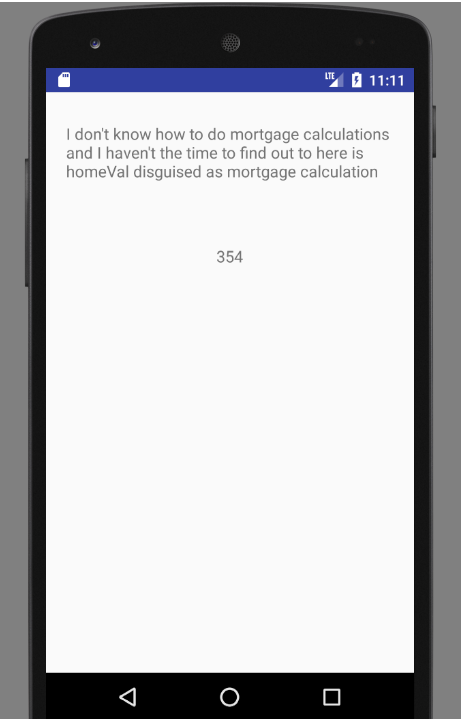 LTE 11:11
I don't know how to do mortgage calculations
and I haven't the time to find out to here is
homeVal disguised as mortgage calculation
354